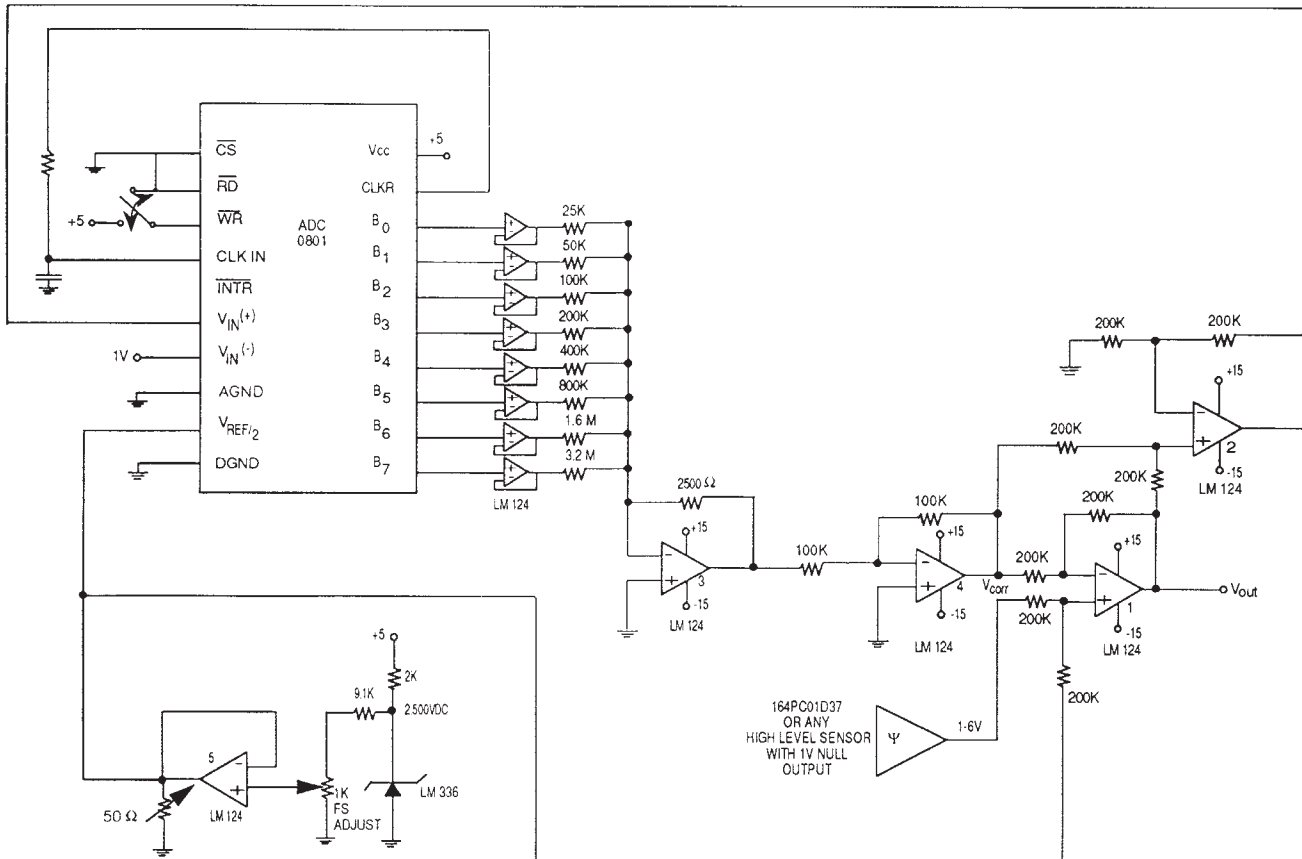 CS
RD
+5
WR
CLK IN
INTR
VIN(+)
1V
VIN(-)
AGND
VREF/2
DGND
ADC
0801
Vcc
+5
CLKR
B0
B1
B2
B3
B4
B5
B6
B7
25K
50K
100K
200K
400K
800K
1.6 M
3.2 M
LM 124
2500 Ω
+15
-
+
3
-15
LM 124
100K
100K
+15
-
+
4
-15
LM 124
Vcorr
200K
200K
200K
+15
-
+
2
-15
LM 124
200K
200K
200K
200K
+15
-
+
1
-15
LM 124
Vout
200K
164PC01D37
OR ANY
HIGH LEVEL SENSOR
WITH 1V NULL
OUTPUT
Ψ
1-6V
+5
2K
9.1K
2.500VDC
5
-
+
LM 124
50 Ω
1K
FS
ADJUST
LM 336